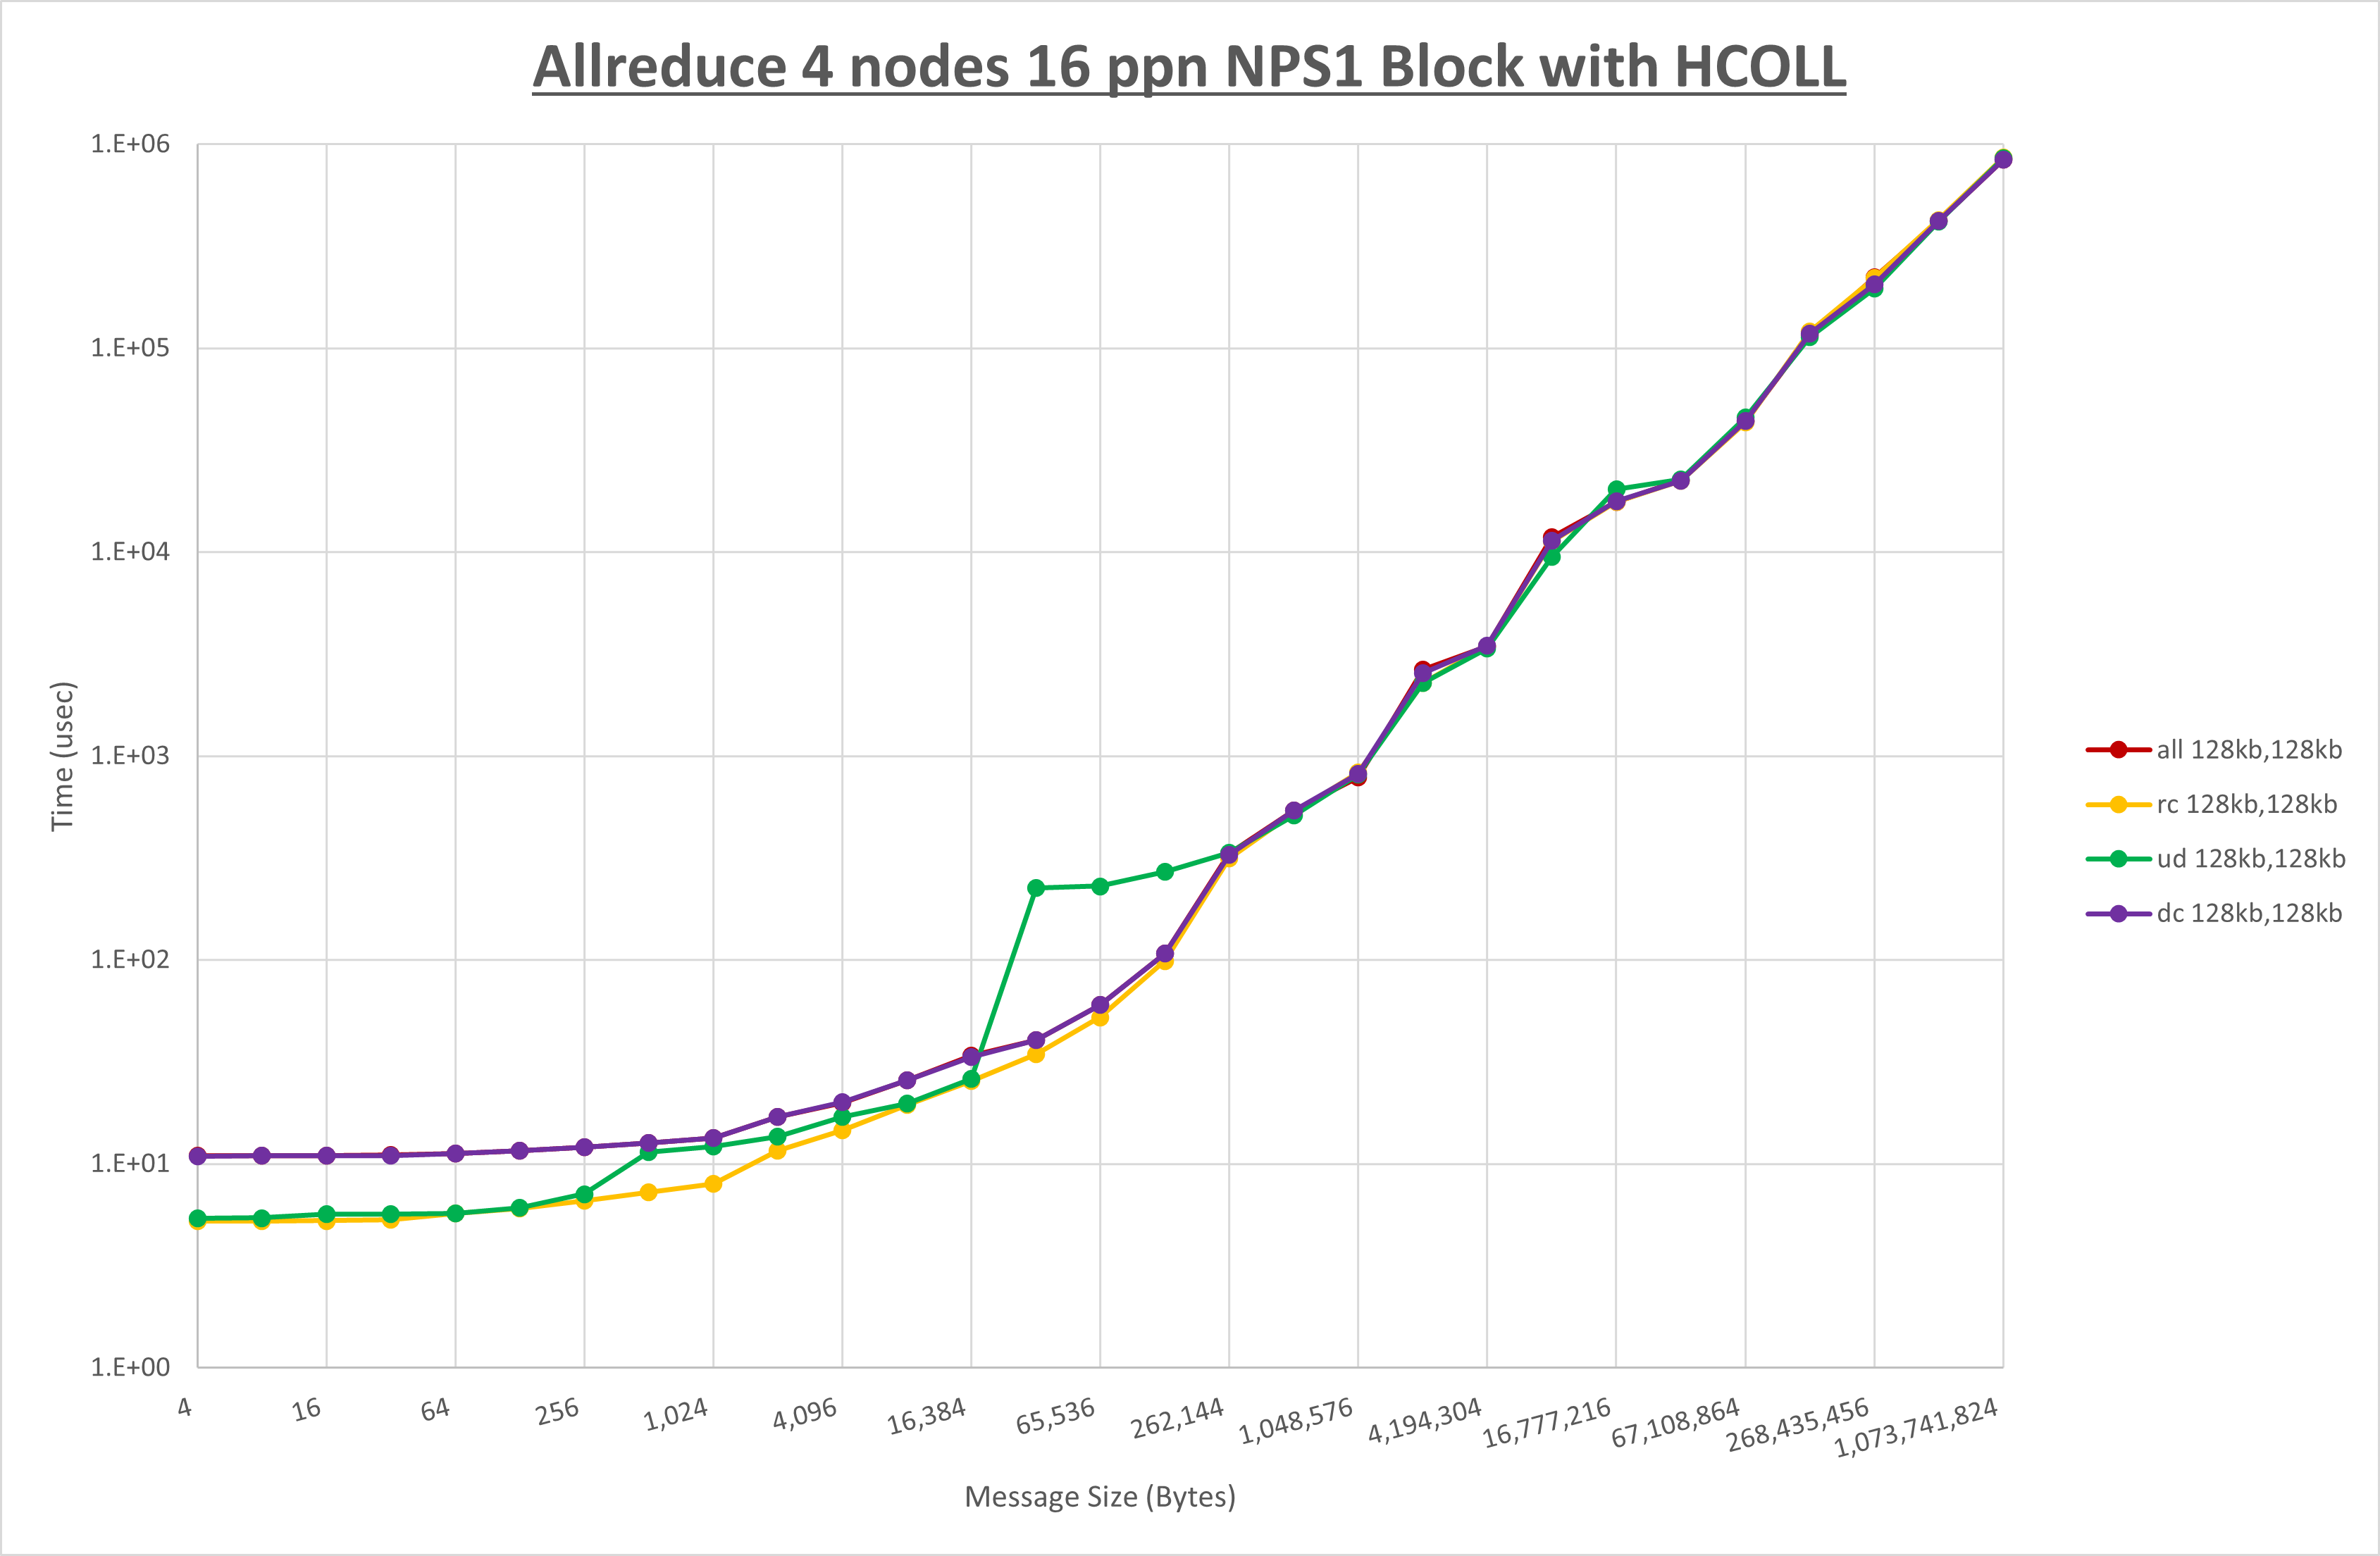 Allreduce 4 nodes 16 ppn NPS1 Block with HCOLL
1.E+06
1.E+05
1.E+04
1.E+03
1.E+02
1.E+01
1.E+00
Time (usec)
4
16
64
256
1,024
4,096
16,384
65,536
262,144
1,048,576
4,194,304
16,777,216
67,108,864
268,435,456
1,073,741,824
Message Size (Bytes)
all 128kb,128kb
rc 128kb,128kb
ud 128kb,128kb
dc 128kb,128kb